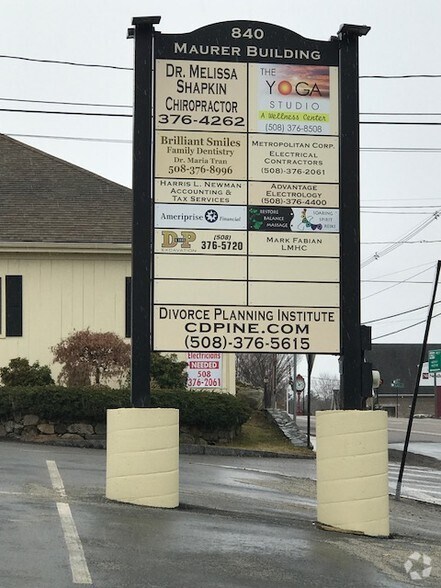 840
MAURER BUILDING
DR. MELISSA
SHAPKIN
CHIROPRACTOR
376-4262
THE YOGA
STUDIO
A Wellness Center
(508) 376-8508
Brilliant Smiles
Family Dentistry
Dr. Maria Tran
508-376-8996
METROPOLITAN CORP.
ELECTRICAL
CONTRACTORS
(508)-376-2061
HARRIS L. NEWMAN
ACCOUNTING &
TAX SERVICES
ADVANTAGE
ELECTROLOGY
(508)-376-4400
Ameriprise Financial
RESTORE
BALANCE
MASSAGE
D&P
(508)
376-5720
MARK FABIAN
LMHC
DIVORCE PLANNING INSTITUTE
CDPINE.COM
(508)-376-5615
Electricians
NEEDED
508
376-2061